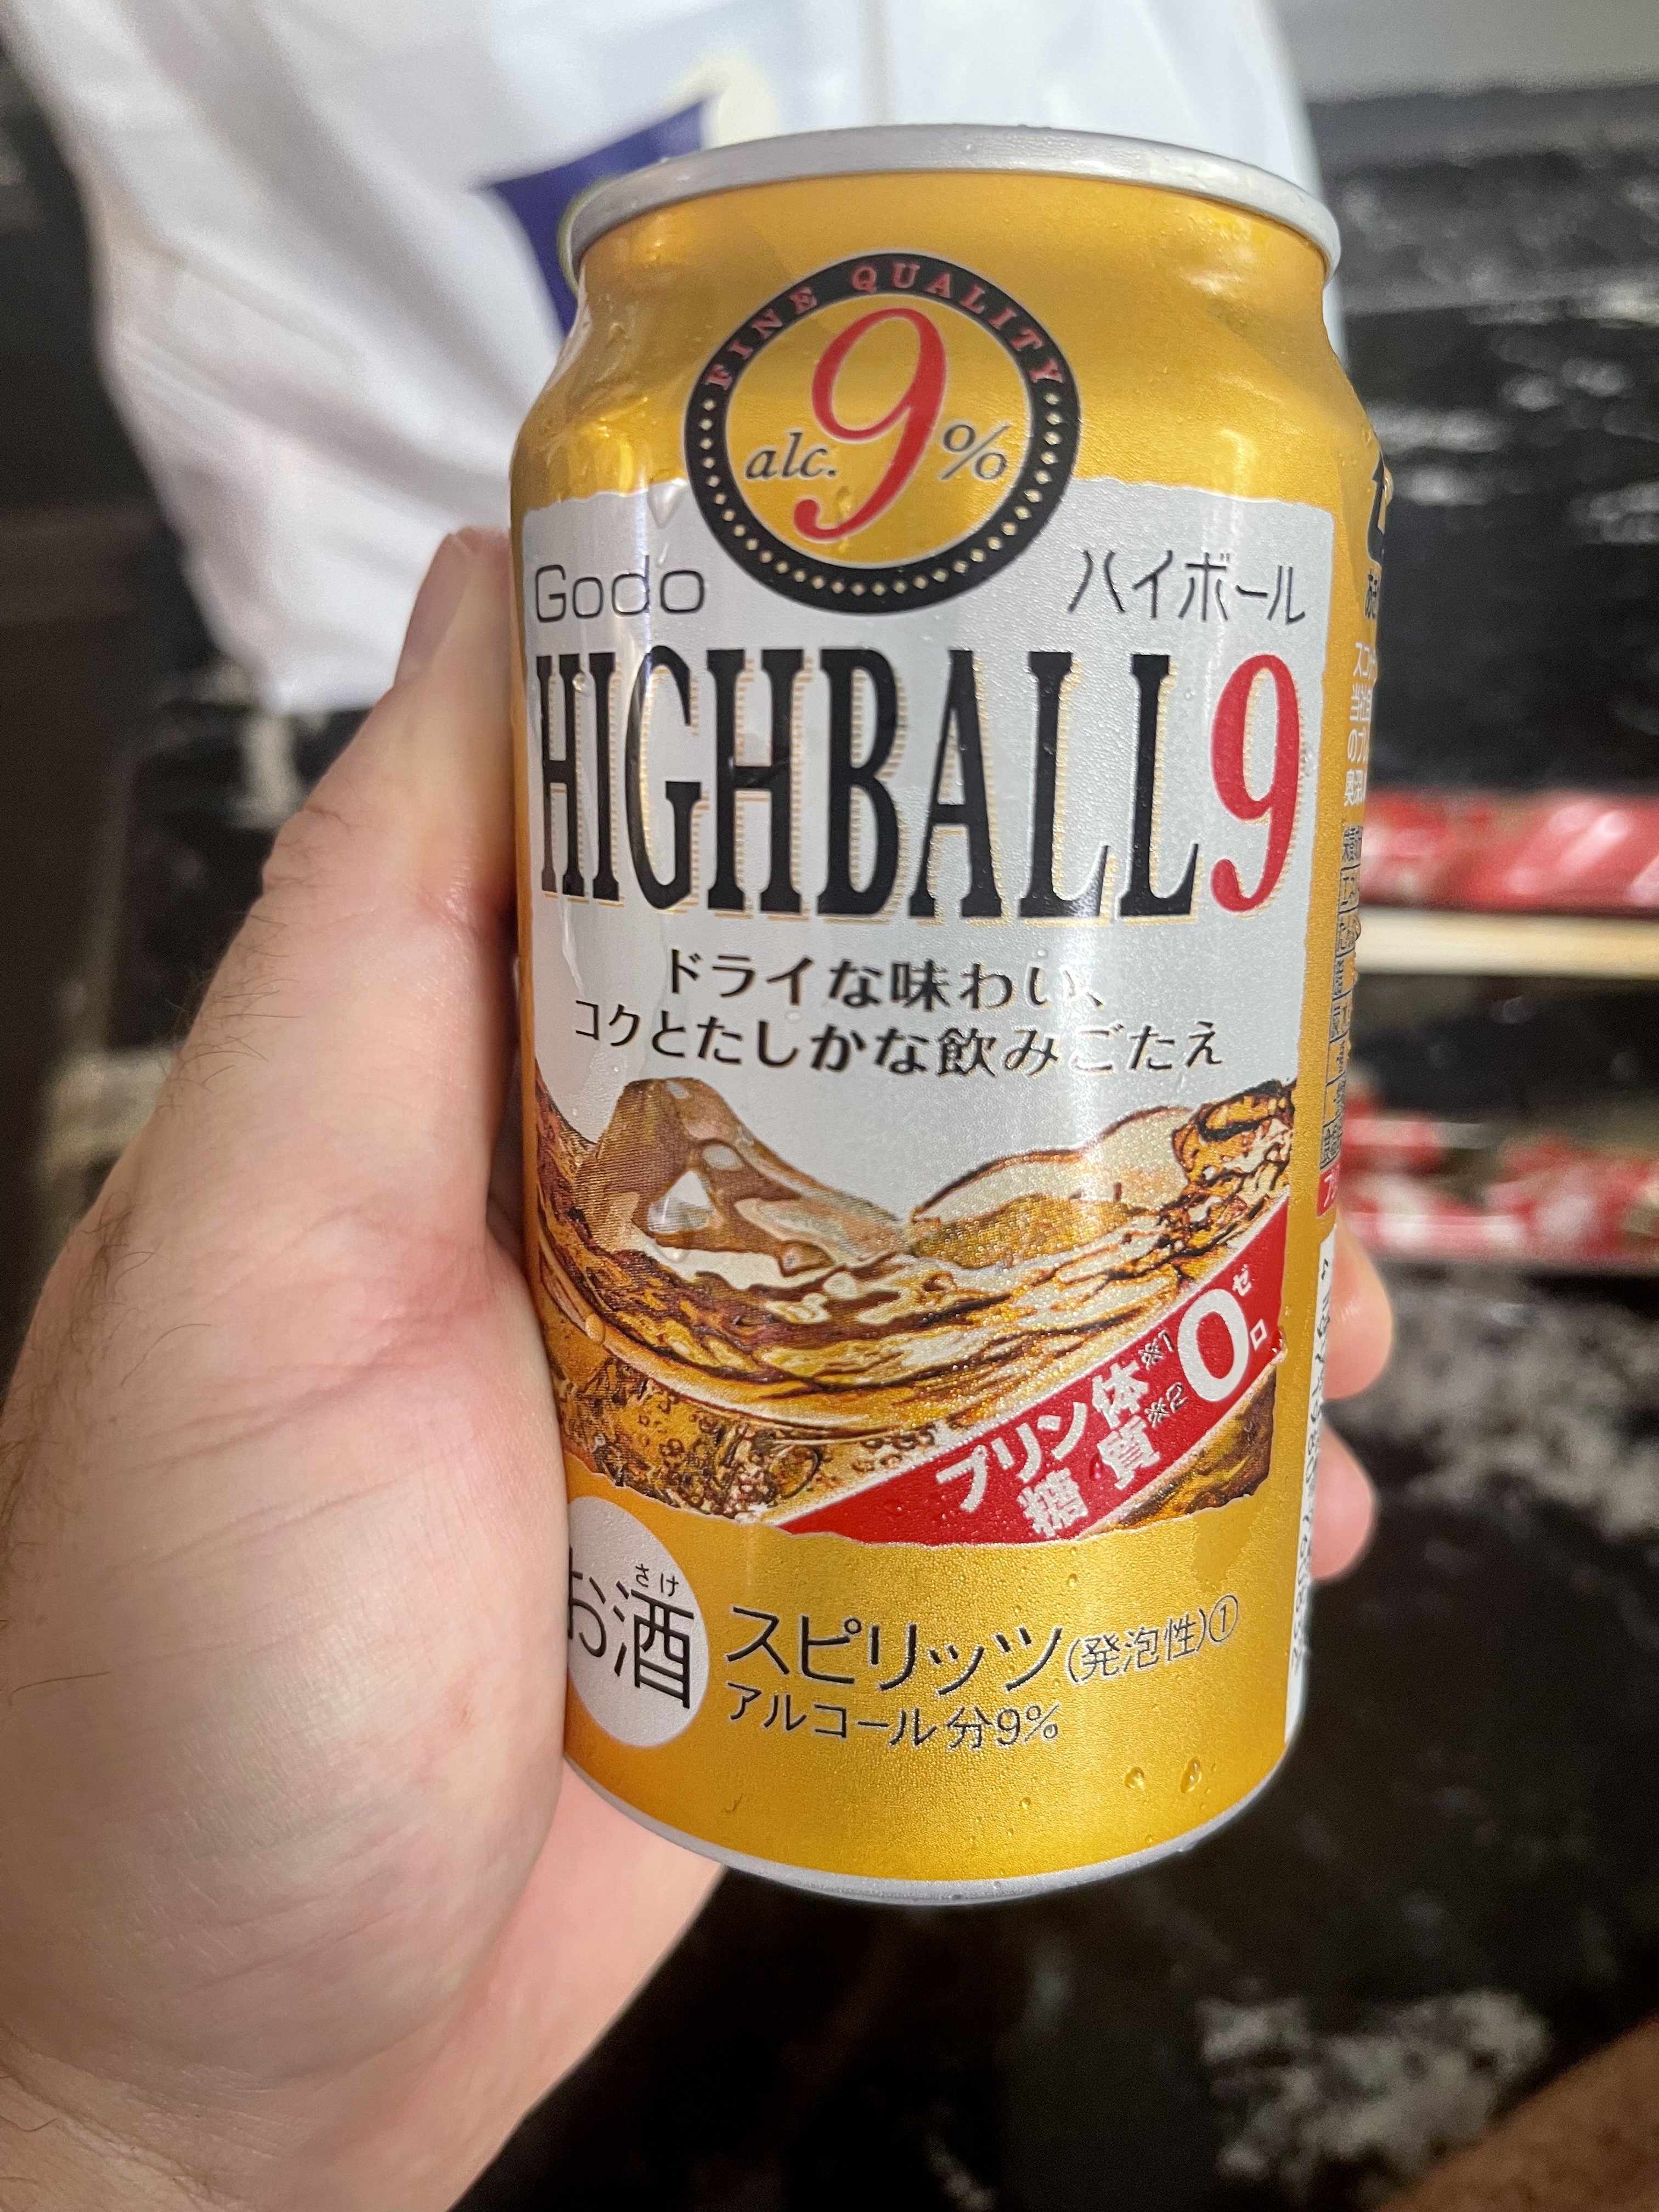 FINE QUALITY
alc.9%
Godo
ハイボール
HIGHBALL9
ドライな味わい、
コクとたしかな飲みごたえ
プリン体※1
糖質※2
0
ゼロ
さけ
お酒
スピリッツ(発泡性)①
アルコール分9%